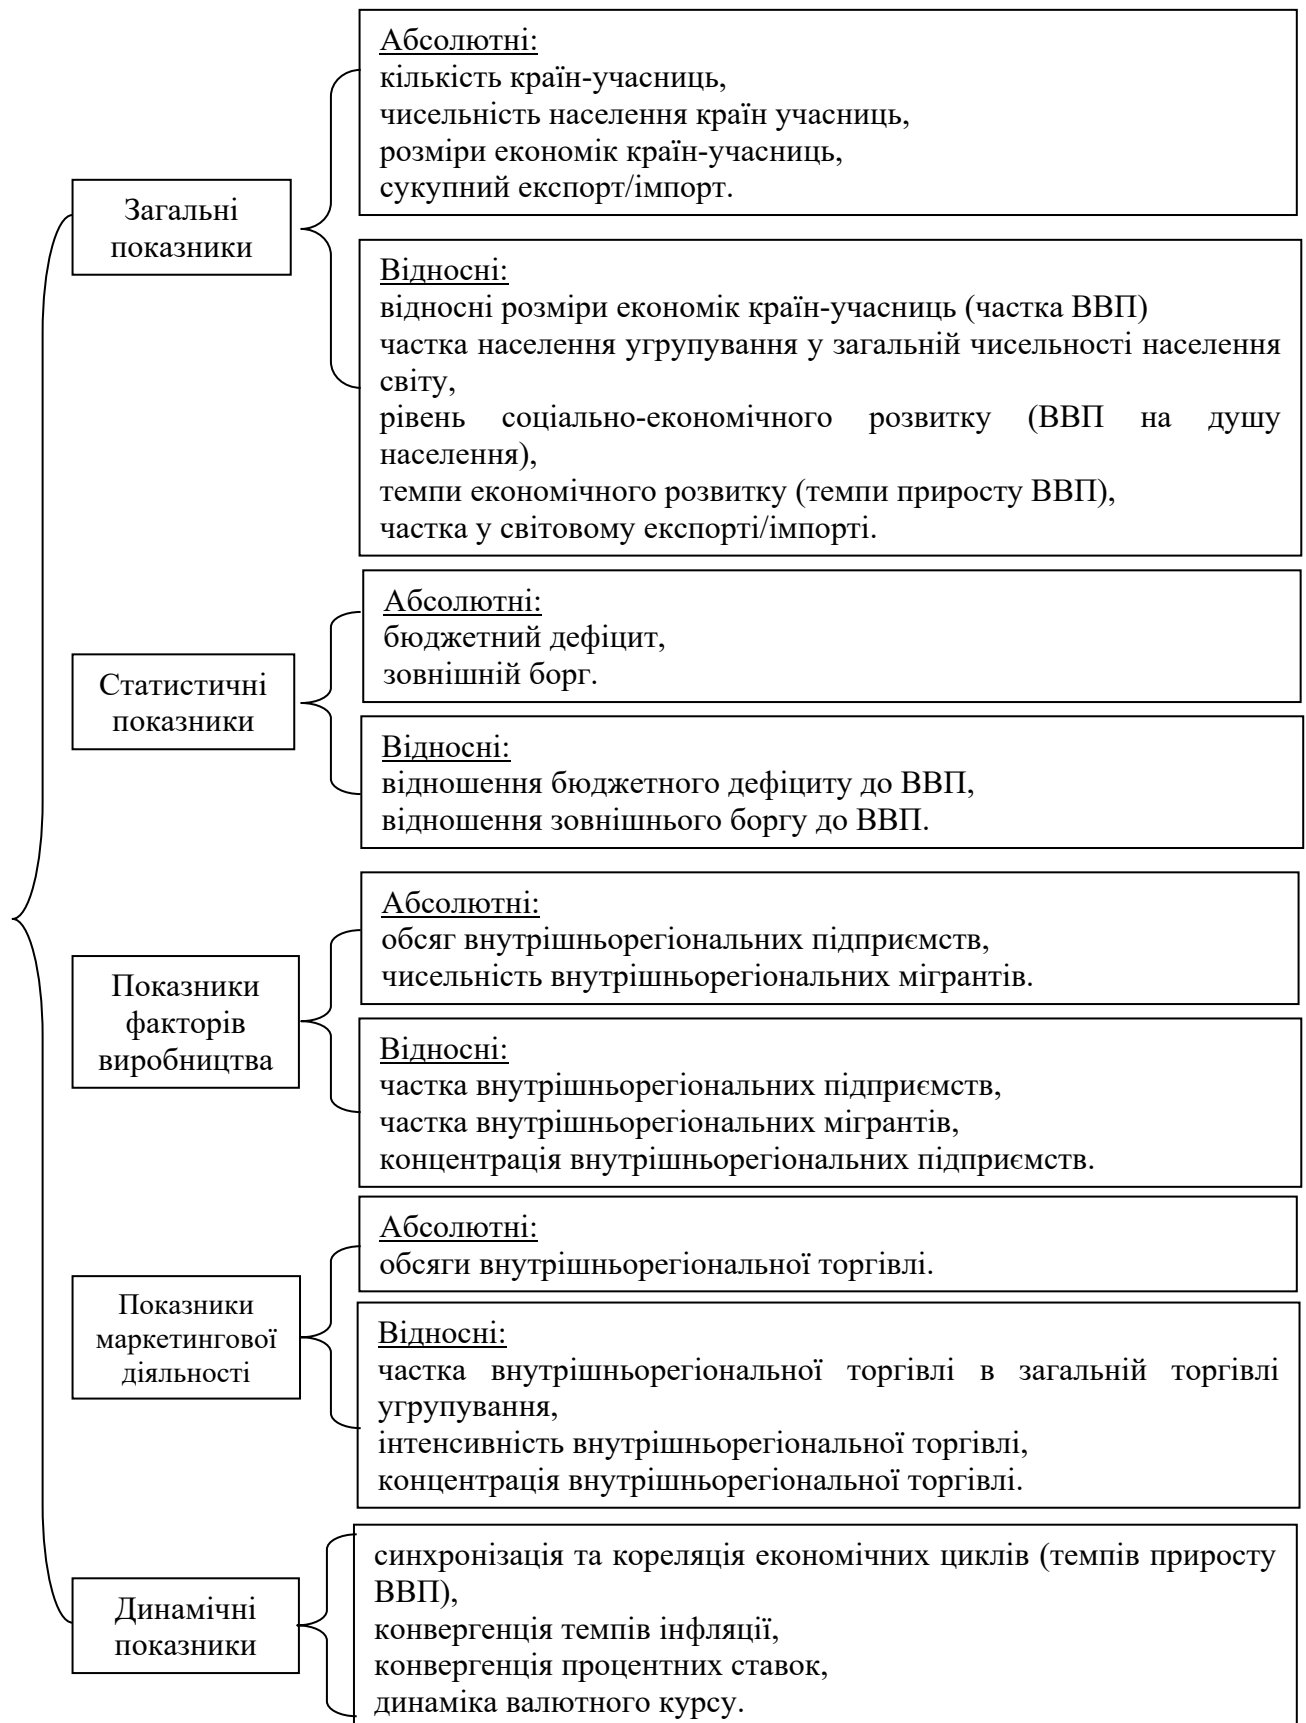 Загальні
показники
Абсолютні:
кількість країн-учасниць,
чисельність населення країн учасниць,
розміри економік країн-учасниць,
сукупний експорт/імпорт.
Відносні:
відносні розміри економік країн-учасниць (частка ВВП)
частка населення угрупування у загальній чисельності населення
світу,
рівень соціально-економічного розвитку (ВВП на душу
населення),
темпи економічного розвитку (темпи приросту ВВП),
частка у світовому експорті/імпорті.
Статистичні
показники
Абсолютні:
бюджетний дефіцит,
зовнішній борг.
Відносні:
відношення бюджетного дефіциту до ВВП,
відношення зовнішнього боргу до ВВП.
Показники
факторів
виробництва
Абсолютні:
обсяг внутрішньорегіональних підприємств,
чисельність внутрішньорегіональних мігрантів.
Відносні:
частка внутрішньорегіональних підприємств,
частка внутрішньорегіональних мігрантів,
концентрація внутрішньорегіональних підприємств.
Показники
маркетингової
діяльності
Абсолютні:
обсяги внутрішньорегіональної торгівлі.
Відносні:
частка внутрішньорегіональної торгівлі в загальній торгівлі
угрупування,
інтенсивність внутрішньорегіональної торгівлі,
концентрація внутрішньорегіональної торгівлі.
Динамічні
показники
синхронізація та кореляція економічних циклів (темпів приросту
ВВП),
конвергенція темпів інфляції,
конвергенція процентних ставок,
динаміка валютного курсу.